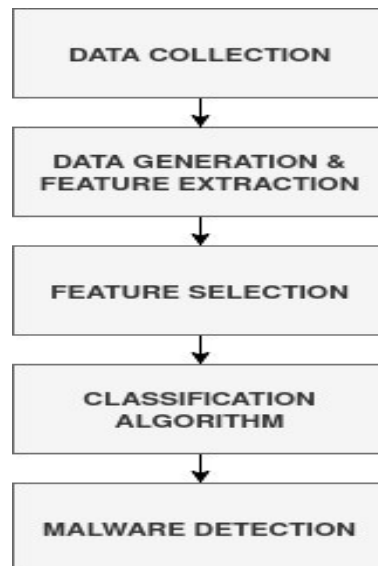 DATA COLLECTION
DATA GENERATION &
FEATURE EXTRACTION
FEATURE SELECTION
CLASSIFICATION
ALGORITHM
MALWARE DETECTION